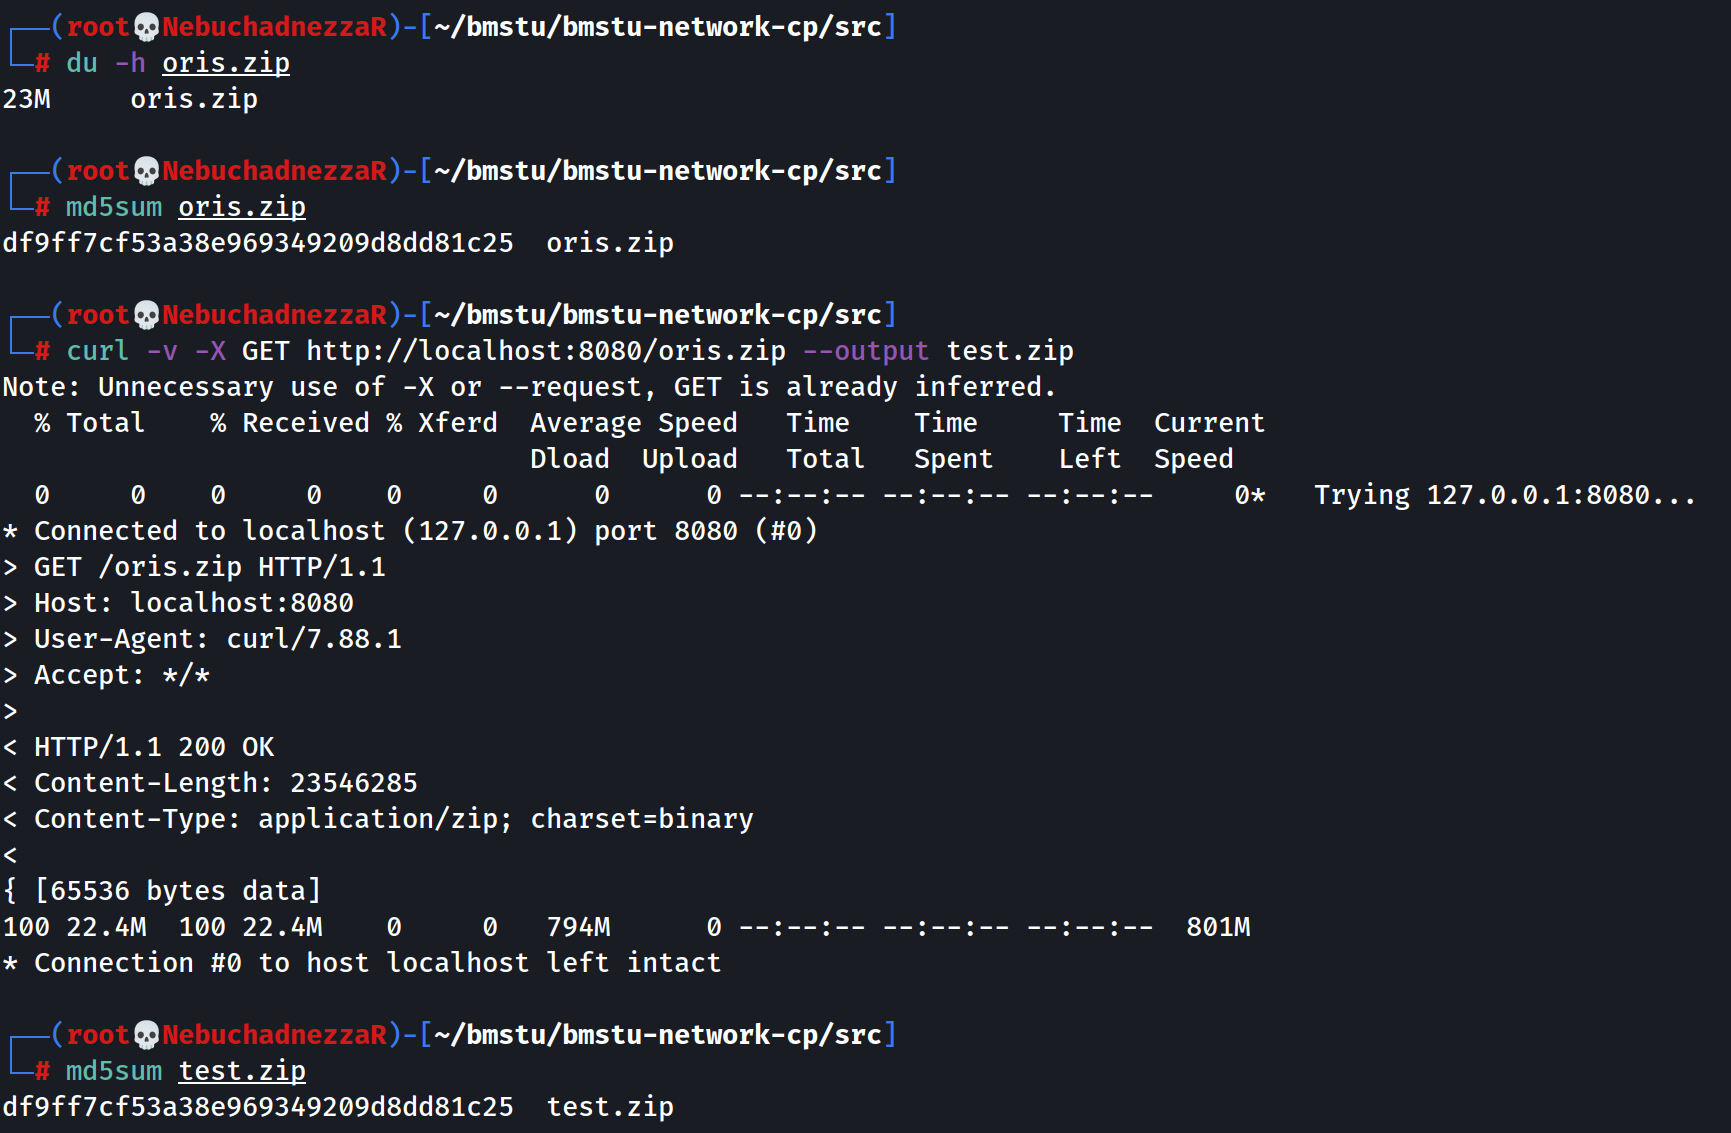 ┌──(root💀NebuchadnezzaR)-[~/bmstu/bmstu-network-cp/src]
└─# du -h oris.zip
23M     oris.zip

┌──(root💀NebuchadnezzaR)-[~/bmstu/bmstu-network-cp/src]
└─# md5sum oris.zip
df9ff7cf53a38e969349209d8dd81c25  oris.zip

┌──(root💀NebuchadnezzaR)-[~/bmstu/bmstu-network-cp/src]
└─# curl -v -X GET http://localhost:8080/oris.zip --output test.zip
Note: Unnecessary use of -X or --request, GET is already inferred.
  % Total    % Received % Xferd  Average Speed   Time    Time     Time  Current
                                 Dload  Upload   Total   Spent    Left  Speed
  0     0    0     0    0     0      0      0 --:--:-- --:--:-- --:--:--     0*   Trying 127.0.0.1:8080...
* Connected to localhost (127.0.0.1) port 8080 (#0)
> GET /oris.zip HTTP/1.1
> Host: localhost:8080
> User-Agent: curl/7.88.1
> Accept: */*
>
< HTTP/1.1 200 OK
< Content-Length: 23546285
< Content-Type: application/zip; charset=binary
<
{ [65536 bytes data]
100 22.4M  100 22.4M    0     0   794M      0 --:--:-- --:--:-- --:--:--  801M
* Connection #0 to host localhost left intact

┌──(root💀NebuchadnezzaR)-[~/bmstu/bmstu-network-cp/src]
└─# md5sum test.zip
df9ff7cf53a38e969349209d8dd81c25  test.zip